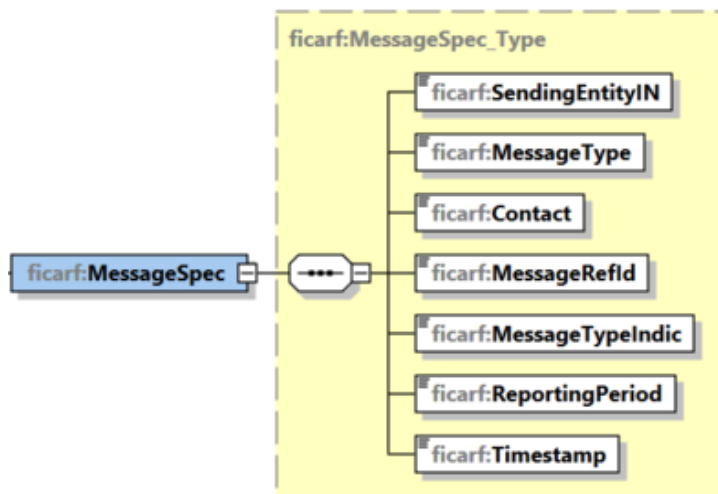 ficarf:MessageSpec_Type
ficarf:SendingEntityIN
ficarf:MessageType
ficarf:Contact
ficarf:MessageSpec
ficarf:MessageRefId
ficarf:MessageTypeIndic
ficarf:ReportingPeriod
ficarf:Timestamp